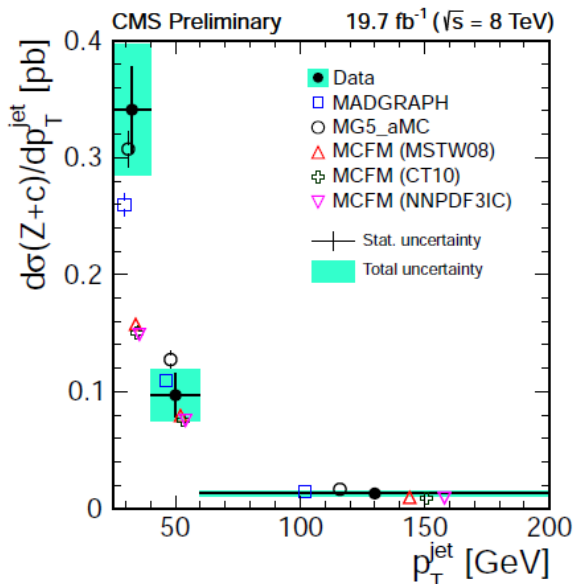 CMS Preliminary 19.7 fb⁻¹ (√s = 8 TeV)
dσ(Z+c)/dp_T^jet [pb]
0.4
0.3
0.2
0.1
0
Data
MADGRAPH
MG5_aMC
MCFM (MSTW08)
MCFM (CT10)
MCFM (NNPDF3IC)
Stat. uncertainty
Total uncertainty
50 100 150 200
p_T^jet [GeV]